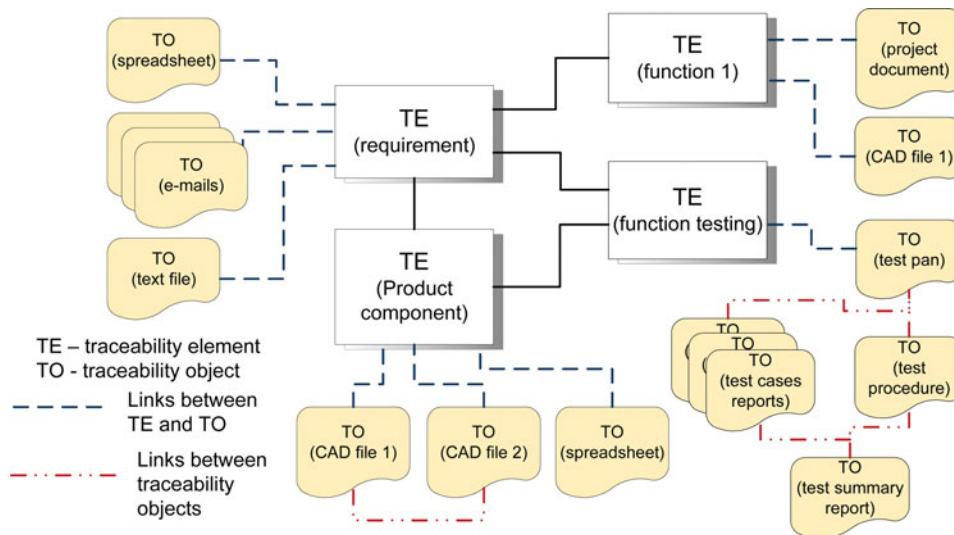 TO
(spreadsheet)
TO
(e-mails)
TO
(text file)
TE
(requirement)
TE
(Product
component)
TE
(function 1)
TE
(function testing)
TO
(project
document)
TO
(CAD file 1)
TO
(test pan)
TO
TO
(test cases
reports)
TO
(test
procedure)
TO
(test summary
report)
TO
(CAD file 1)
TO
(CAD file 2)
TO
(spreadsheet)
TE – traceability element
TO - traceability object
Links between
TE and TO
Links between
traceability
objects